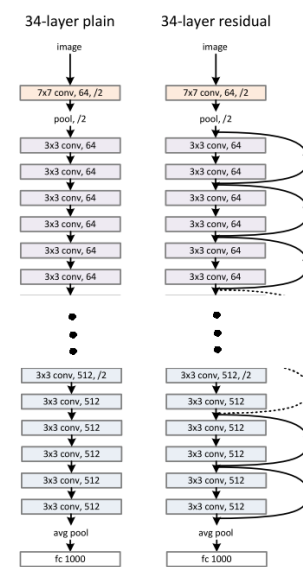 34-layer plain
image
7x7 conv, 64, /2
pool, /2
3x3 conv, 64
3x3 conv, 64
3x3 conv, 64
3x3 conv, 64
3x3 conv, 64
3x3 conv, 64
3x3 conv, 512, /2
3x3 conv, 512
3x3 conv, 512
3x3 conv, 512
3x3 conv, 512
3x3 conv, 512
avg pool
fc 1000
34-layer residual
image
7x7 conv, 64, /2
pool, /2
3x3 conv, 64
3x3 conv, 64
3x3 conv, 64
3x3 conv, 64
3x3 conv, 64
3x3 conv, 64
3x3 conv, 512, /2
3x3 conv, 512
3x3 conv, 512
3x3 conv, 512
3x3 conv, 512
3x3 conv, 512
avg pool
fc 1000